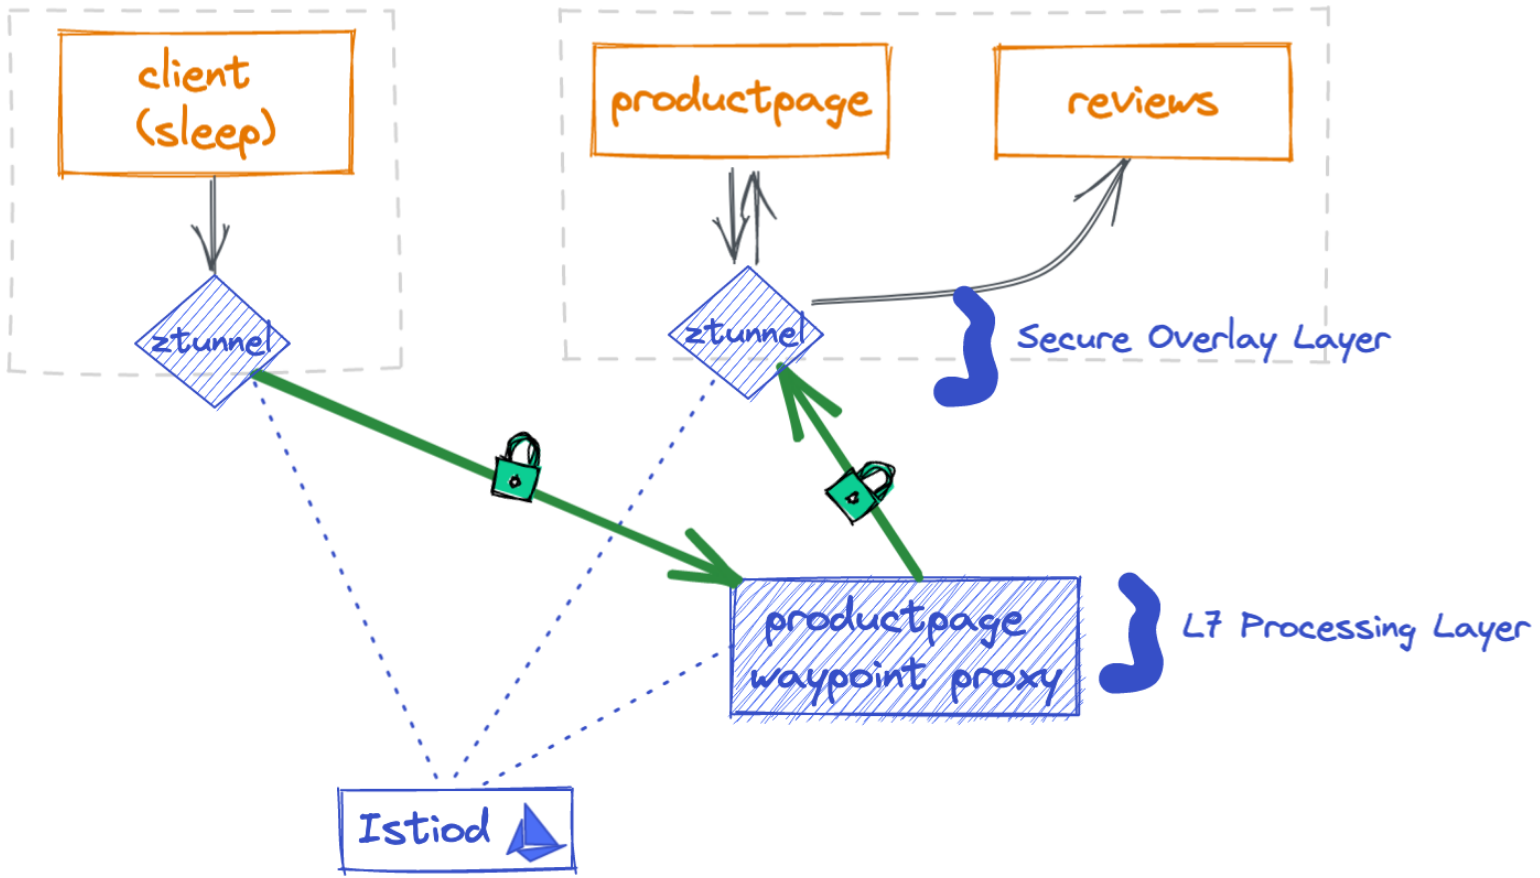 client
(sleep)
productpage
reviews
ztunnel
ztunnel
Secure Overlay Layer
productpage
waypoint proxy
L7 Processing Layer
Istiod